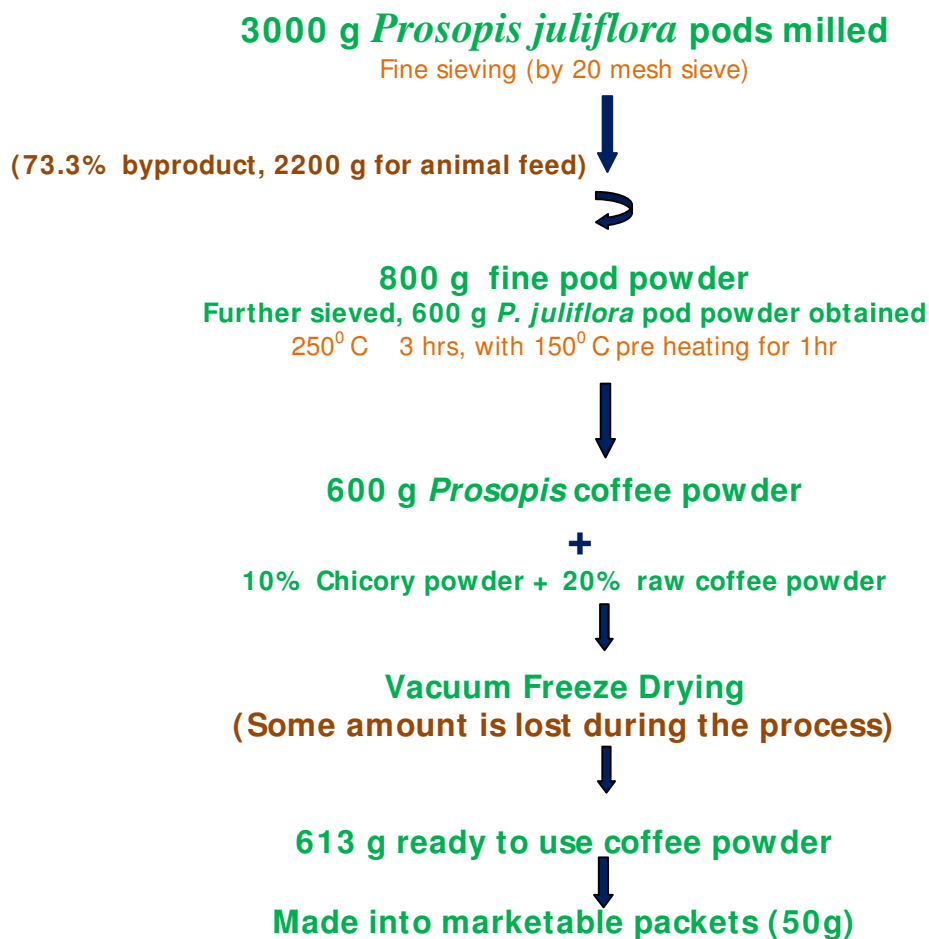 3000 g Prosopis juliflora pods milled
Fine sieving (by 20 mesh sieve)
(73.3% byproduct, 2200 g for animal feed)
800 g fine pod powder
Further sieved, 600 g P. juliflora pod powder obtained
250⁰ C 3 hrs, with 150⁰ C pre heating for 1hr
600 g Prosopis coffee powder
+
10% Chicory powder + 20% raw coffee powder
Vacuum Freeze Drying
(Some amount is lost during the process)
613 g ready to use coffee powder
Made into marketable packets (50g)